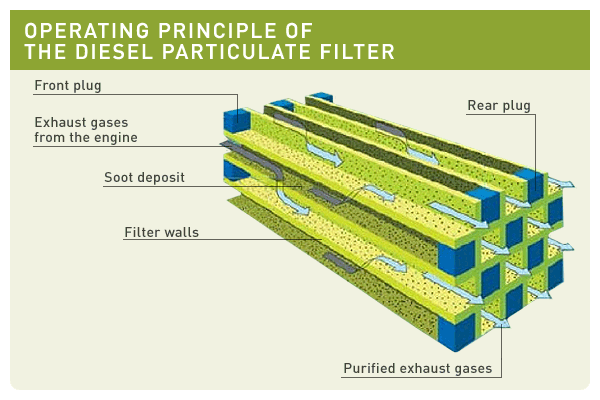 OPERATING PRINCIPLE OF
THE DIESEL PARTICULATE FILTER
Front plug
Rear plug
Exhaust gases
from the engine
Soot deposit
Filter walls
Purified exhaust gases